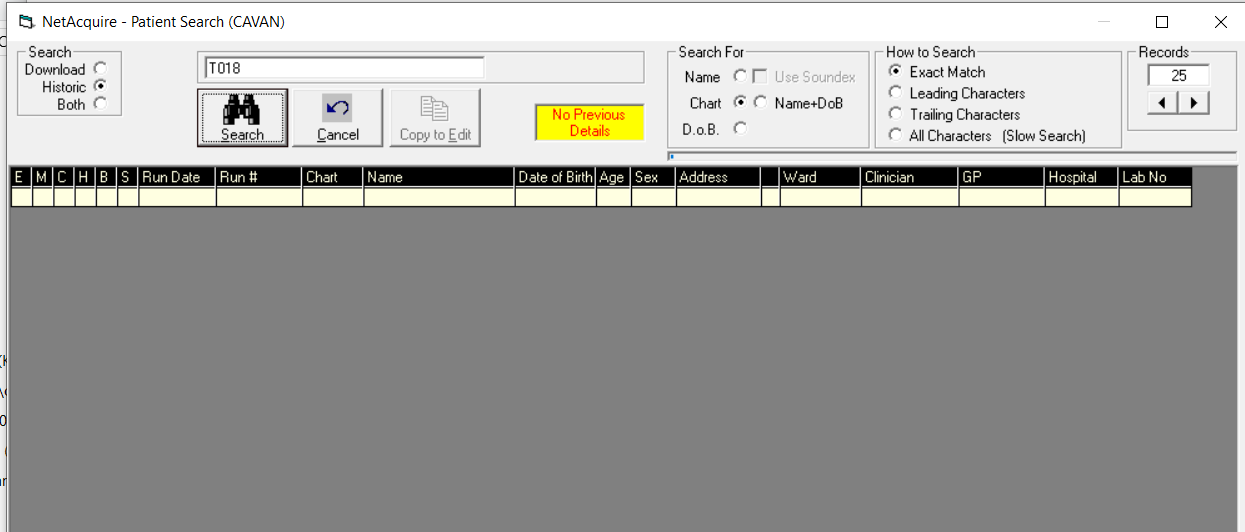 NetAcquire - Patient Search (CAVAN)
Search
Download
Historic
Both
T018
Search
Cancel
Copy to Edit
No Previous
Details
Search For
Name
Use Soundex
Chart
Name+DoB
D.o.B.
How to Search
Exact Match
Leading Characters
Trailing Characters
All Characters (Slow Search)
Records
25
E M C H B S Run Date Run # Chart Name Date of Birth Age Sex Address Ward Clinician GP Hospital Lab No